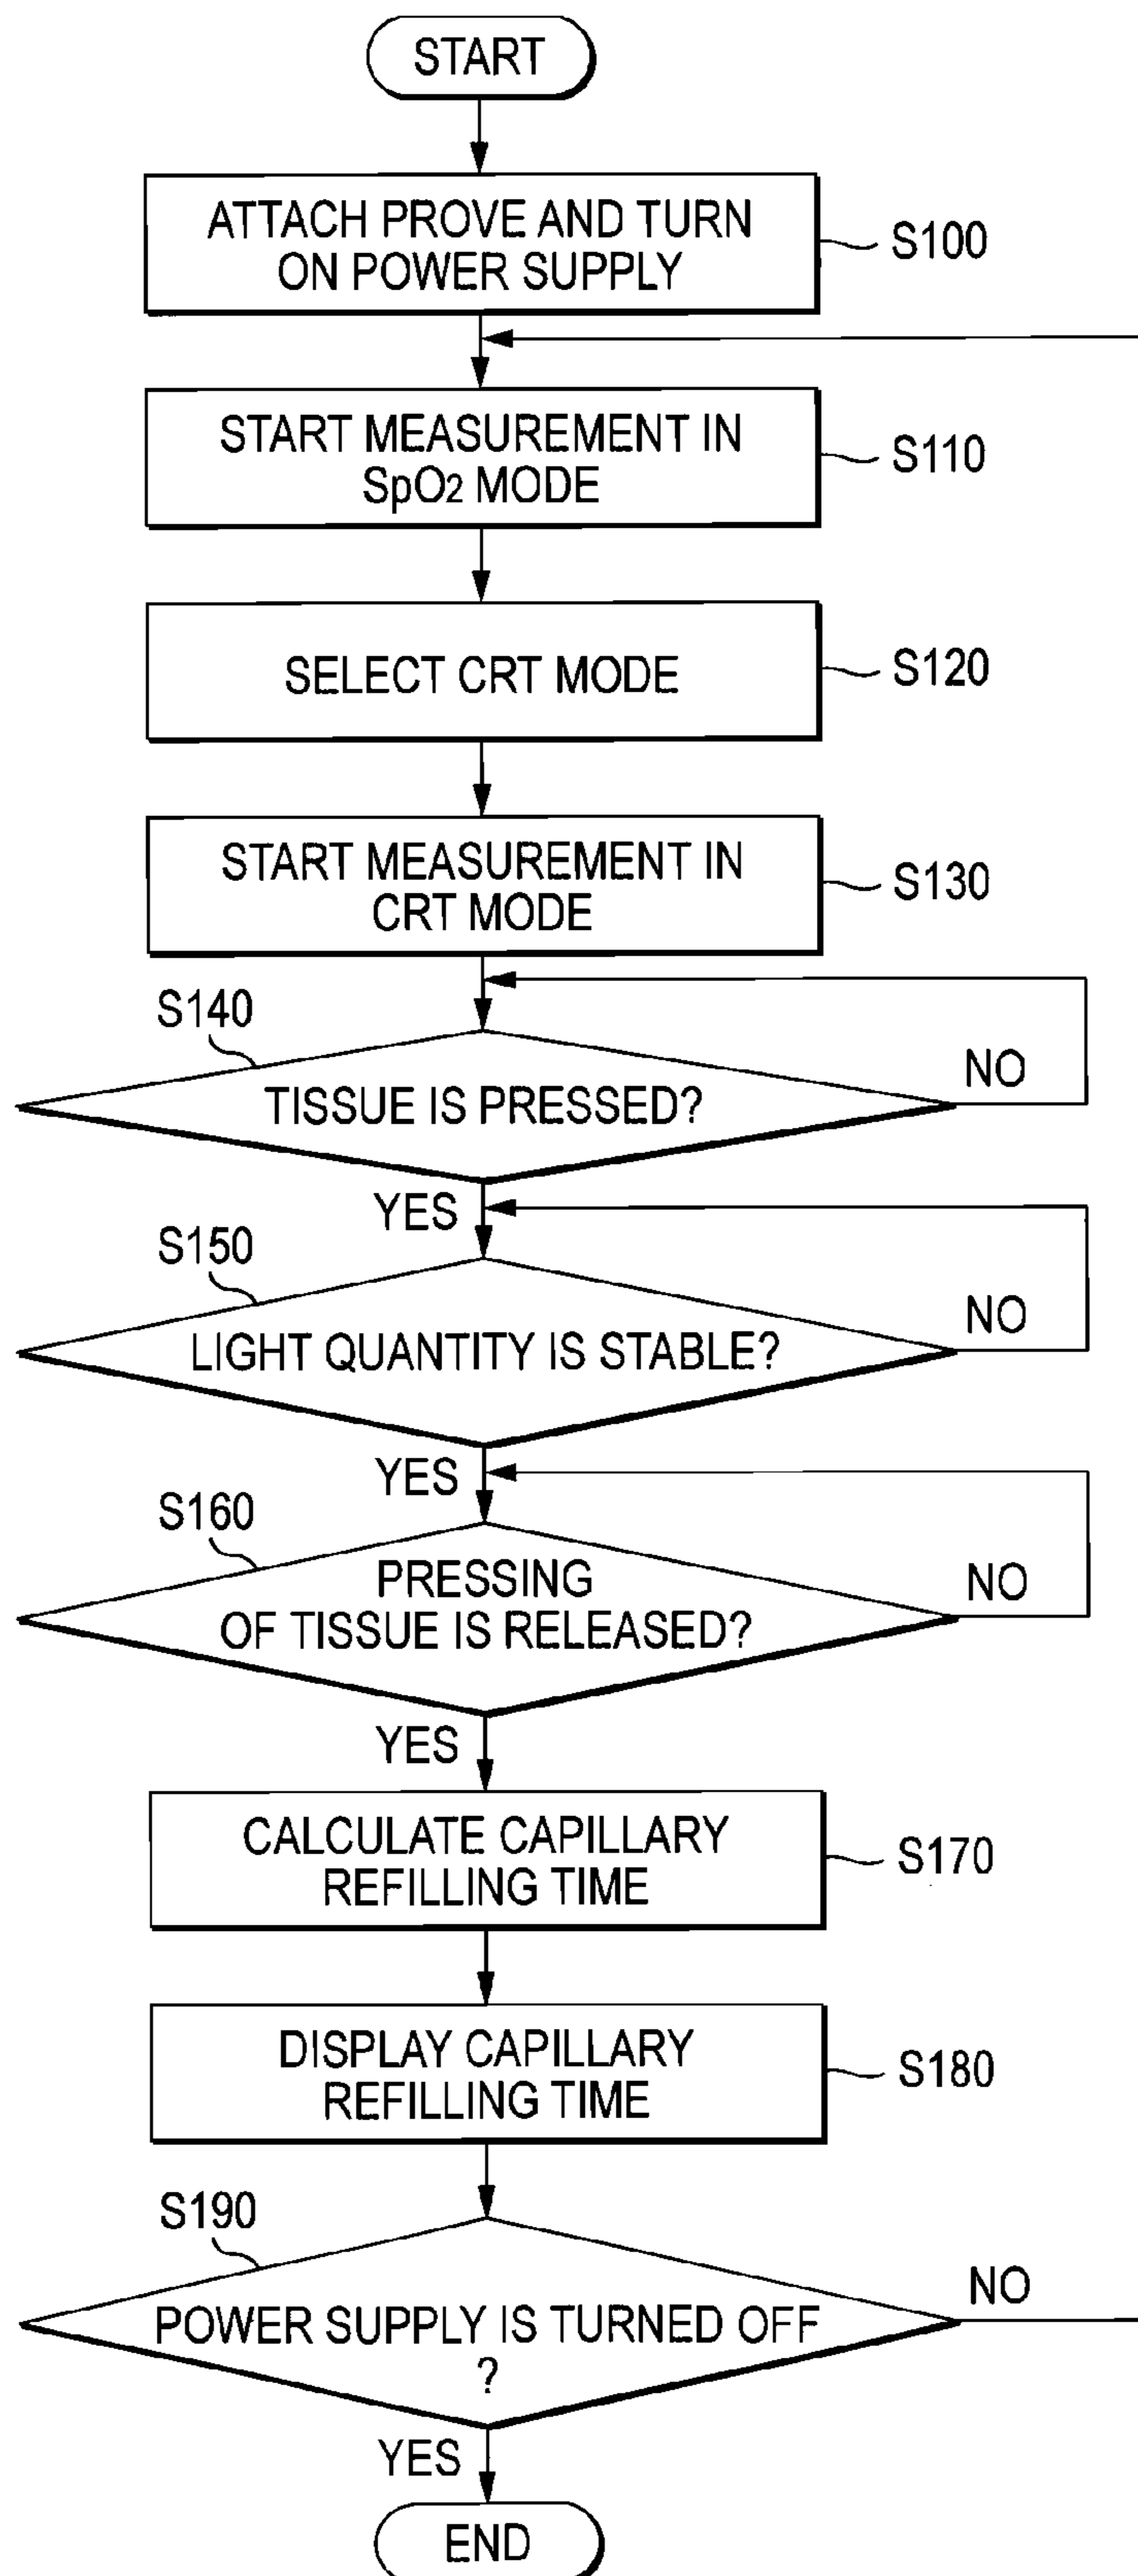 START
ATTACH PROVE AND TURN
ON POWER SUPPLY
S100
START MEASUREMENT IN
SpO2 MODE
S110
SELECT CRT MODE
S120
START MEASUREMENT IN
CRT MODE
S130
S140
TISSUE IS PRESSED?
NO
YES
S150
LIGHT QUANTITY IS STABLE?
NO
YES
S160
PRESSING
OF TISSUE IS RELEASED?
NO
YES
CALCULATE CAPILLARY
REFILLING TIME
S170
DISPLAY CAPILLARY
REFILLING TIME
S180
S190
POWER SUPPLY IS TURNED OFF
?
NO
YES
END